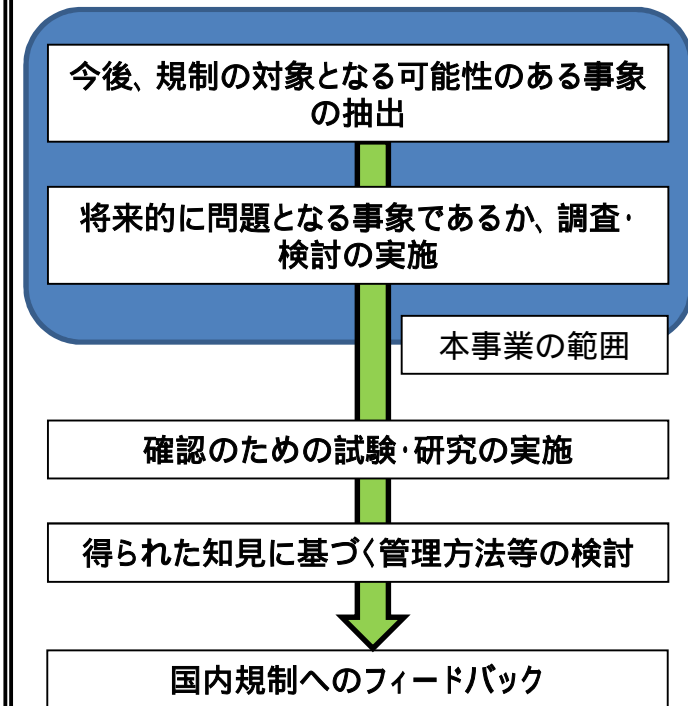 今後、規制の対象となる可能性のある事象
の抽出
将来的に問題となる事象であるか、調査･
検討の実施
本事業の範囲
確認のための試験･研究の実施
得られた知見に基づく管理方法等の検討
国内規制へのフィードバック